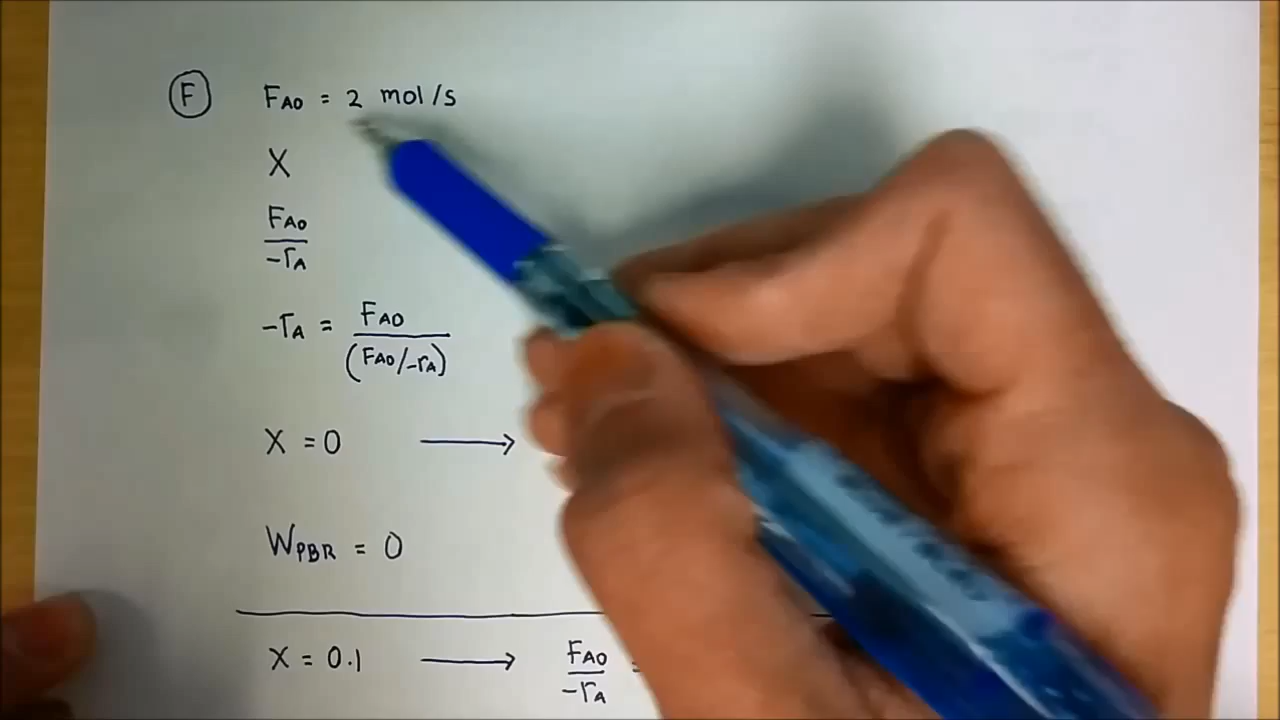 F FA0 = 2 mol/s
X
FA0
-rA
-rA = FA0
(FA0/-rA)
X = 0 →
WPBR = 0
X = 0.1 → FA0 =
-rA